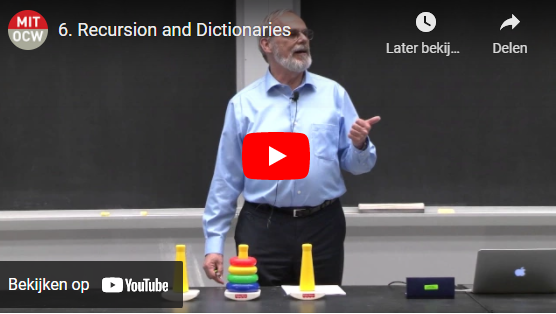 MIT
OCW
6. Recursion and Dictionaries
Later bekij...
Delen
Bekijken op YouTube